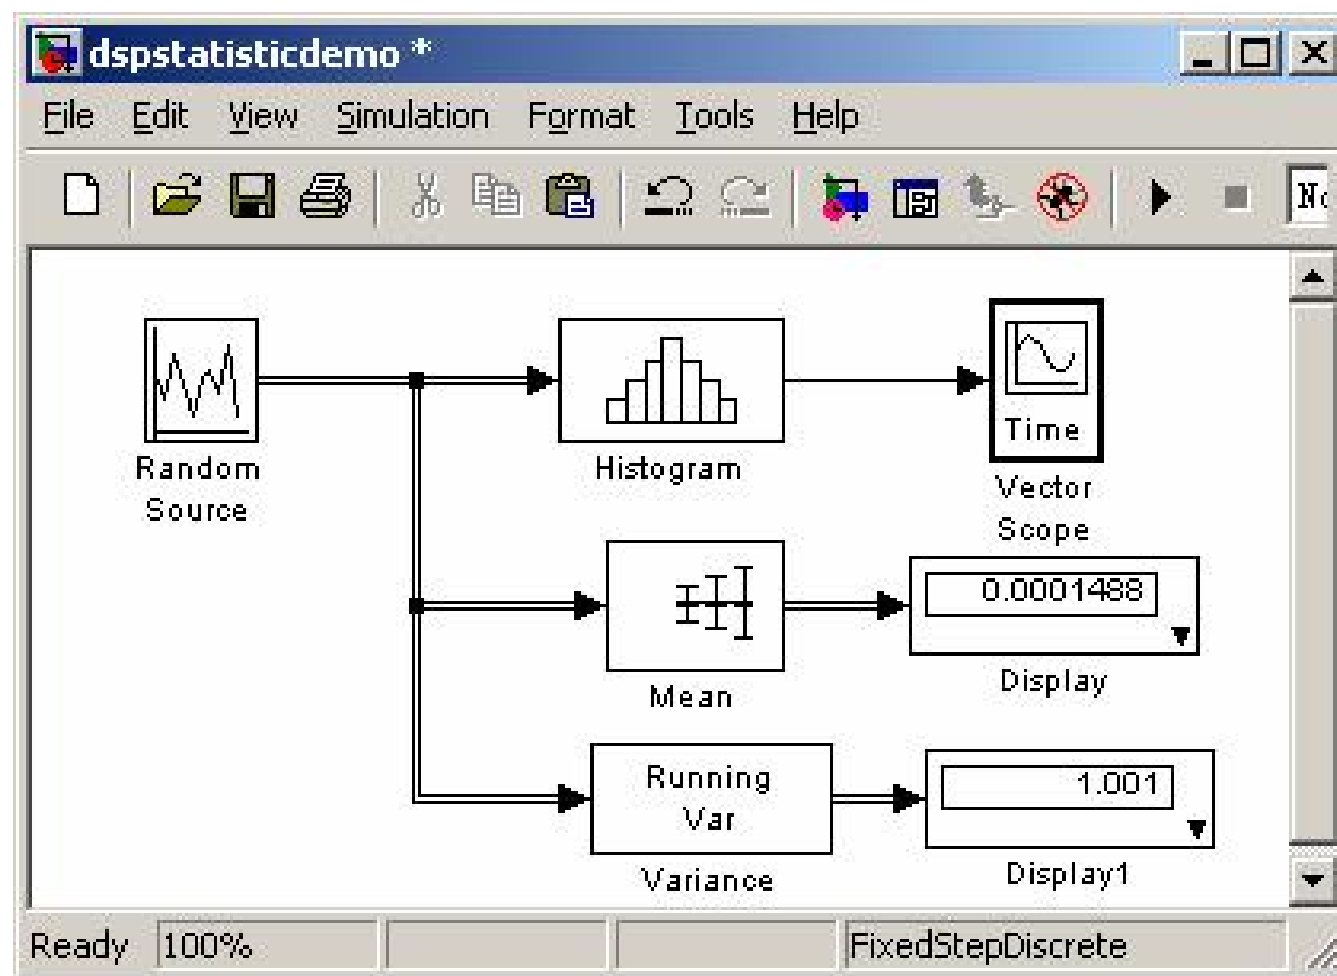 dspstatisticdemo *
File Edit View Simulation Format Tools Help
Time
Random
Source
Histogram
Vector
Scope
0.0001488
Mean
Display
Running
Var
1.001
Variance
Display1
Ready 100% FixedStepDiscrete